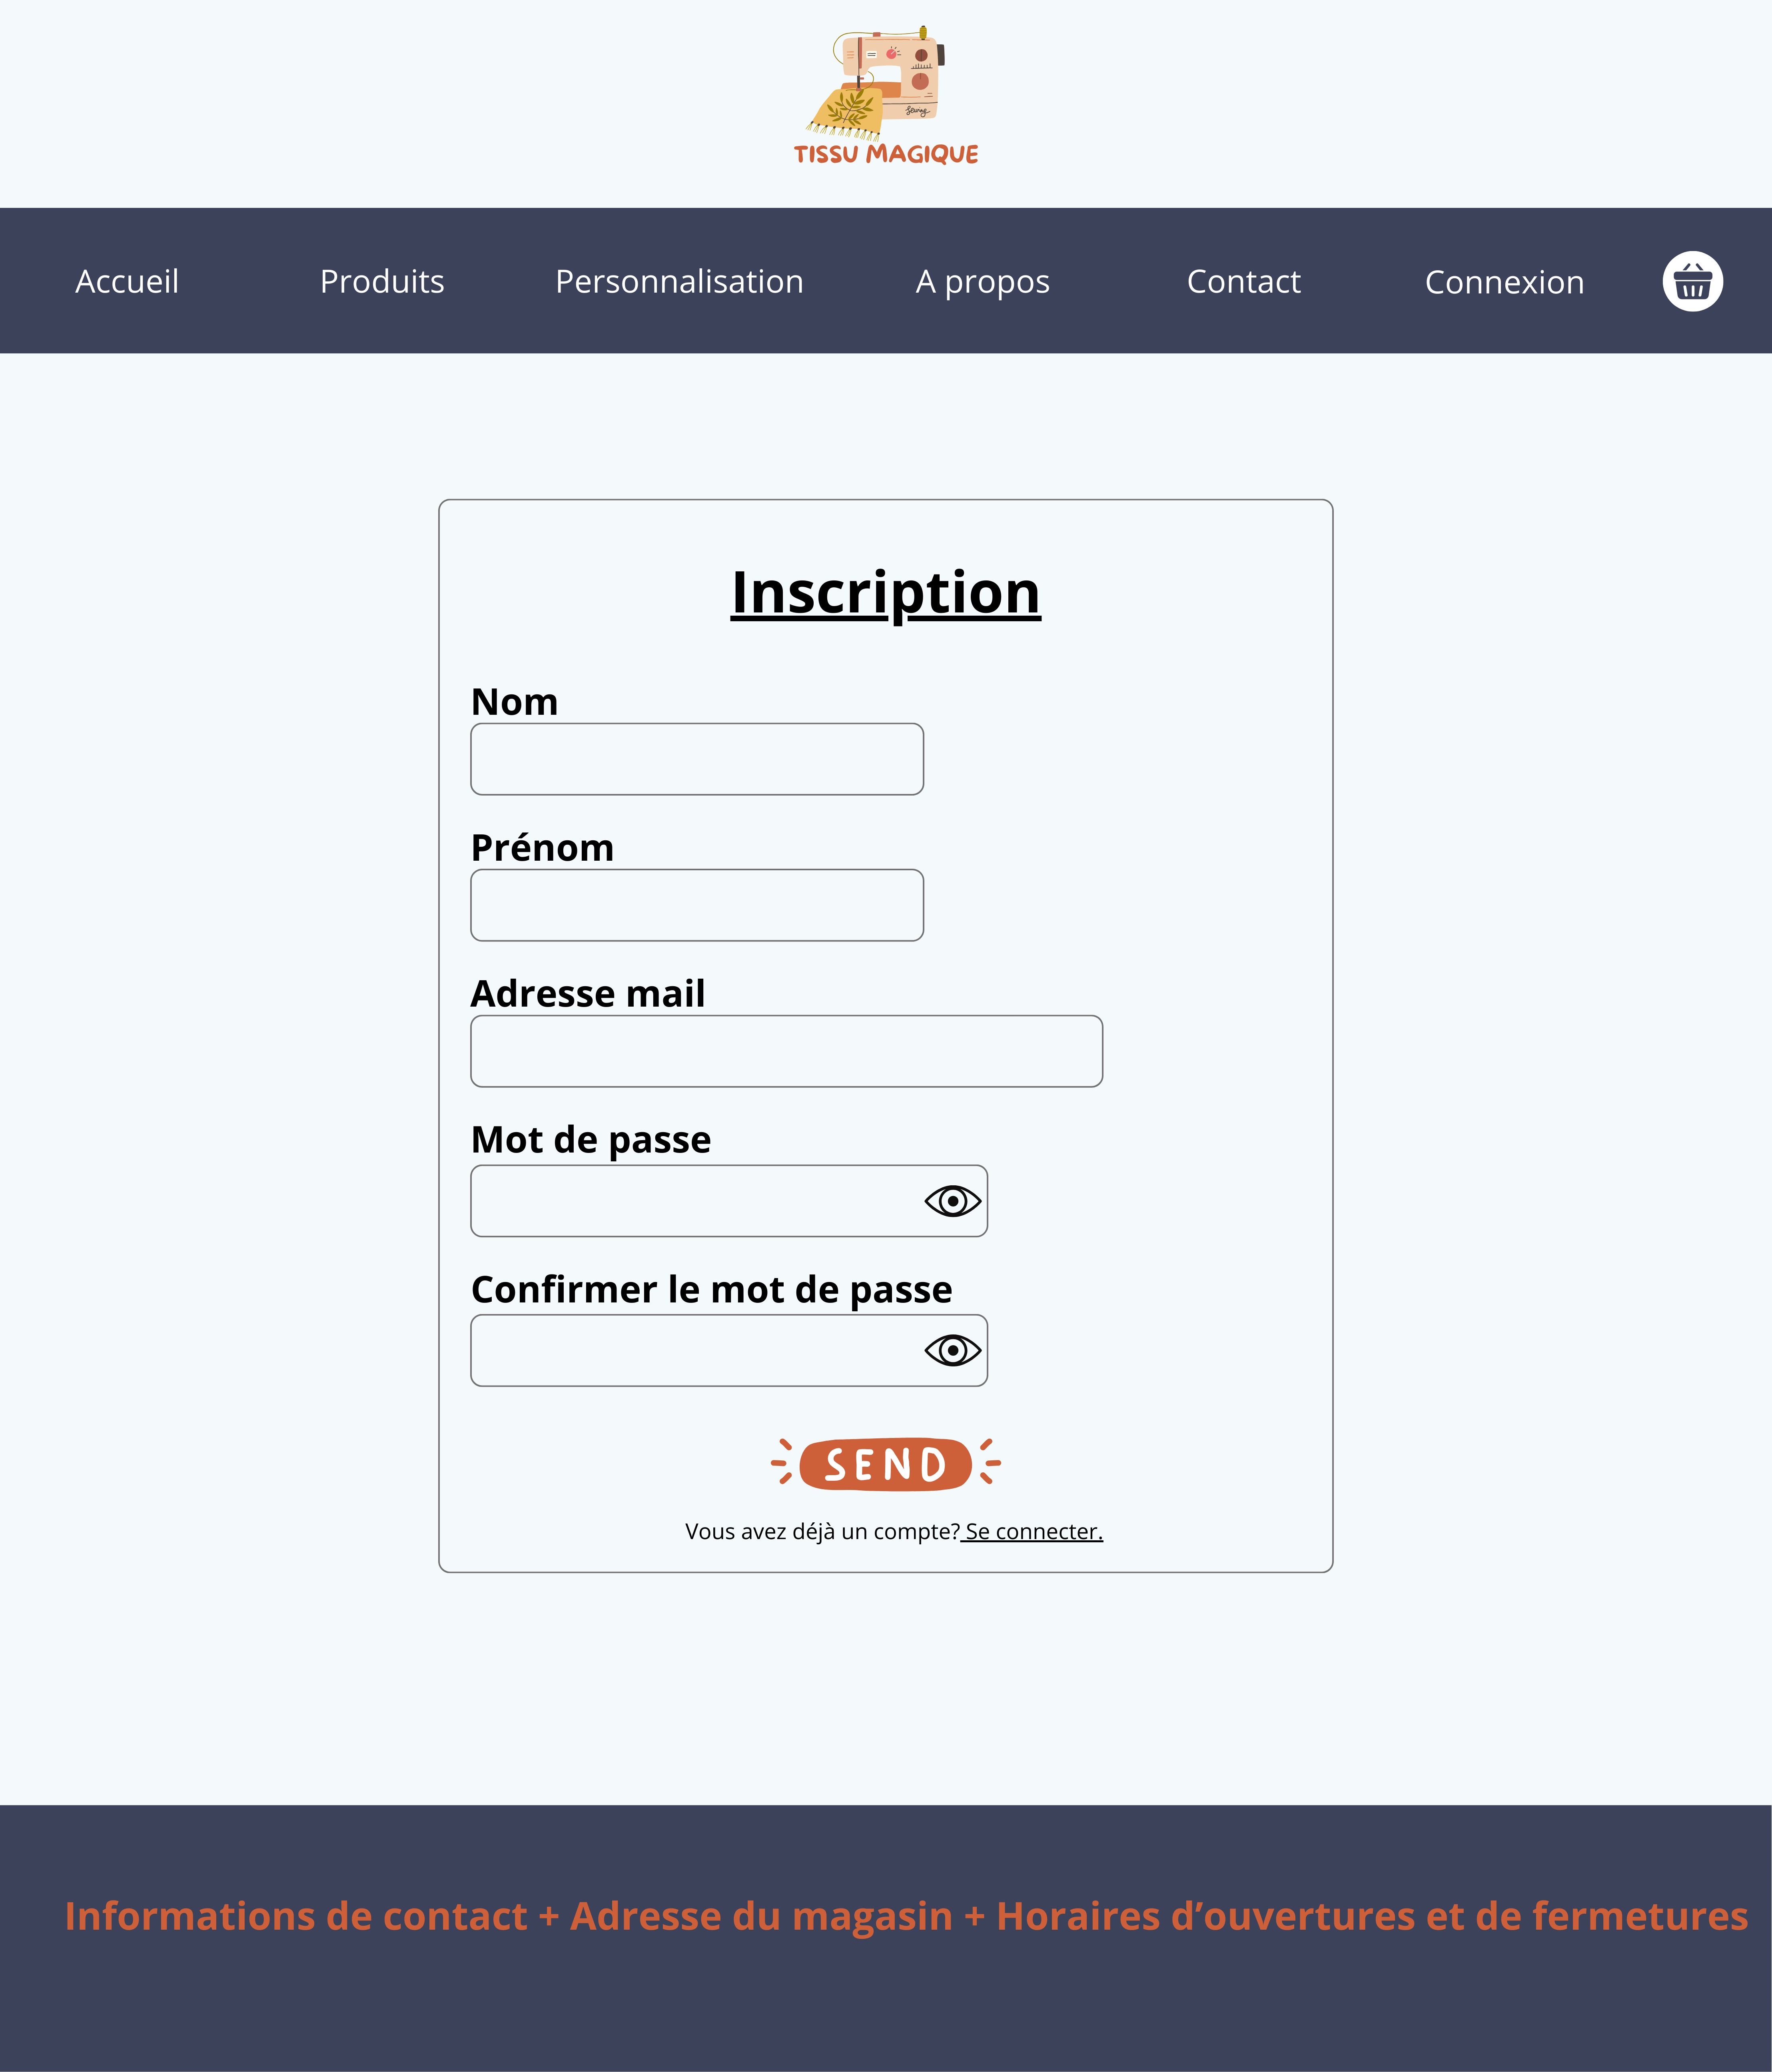 Sewing
TISSU MAGIQUE
Accueil Produits Personnalisation A propos Contact Connexion
Inscription
Nom
Prénom
Adresse mail
Mot de passe
Confirmer le mot de passe
SEND
Vous avez déjà un compte? Se connecter.
Informations de contact + Adresse du magasin + Horaires d’ouvertures et de fermetures